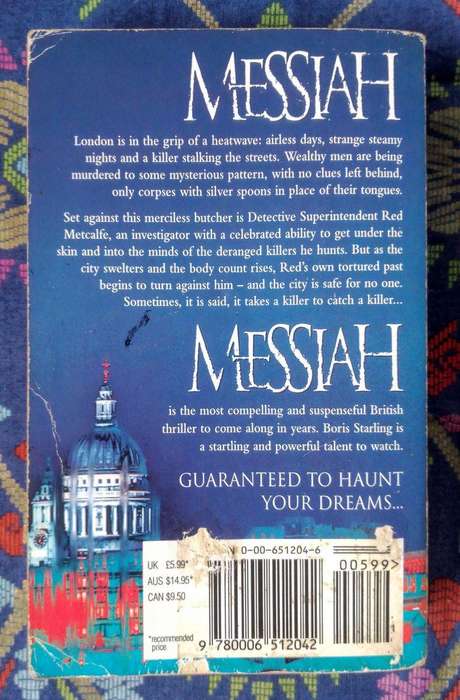 MESSIAH
London is in the grip of a heatwave: airless days, strange steamy
nights and a killer stalking the streets. Wealthy men are being
murdered to some mysterious pattern, with no clues left behind,
only corpses with silver spoons in place of their tongues.
Set against this merciless butcher is Detective Superintendent Red
Metcalfe, an investigator with a celebrated ability to get under the
skin and into the minds of the deranged killers he hunts. But as the
city swelters and the body count rises, Red's own tortured past
begins to turn against him – and the city is safe for no one.
Sometimes, it is said, it takes a killer to catch a killer...
MESSIAH
is the most compelling and suspenseful British
thriller to come along in years. Boris Starling is
a startling and powerful talent to watch.
GUARANTEED TO HAUNT
YOUR DREAMS...
0-00-651204-6
UK £5.99*
AUS $14.95*
CAN $9.50
*recommended
price
00599>
9 780006 512042